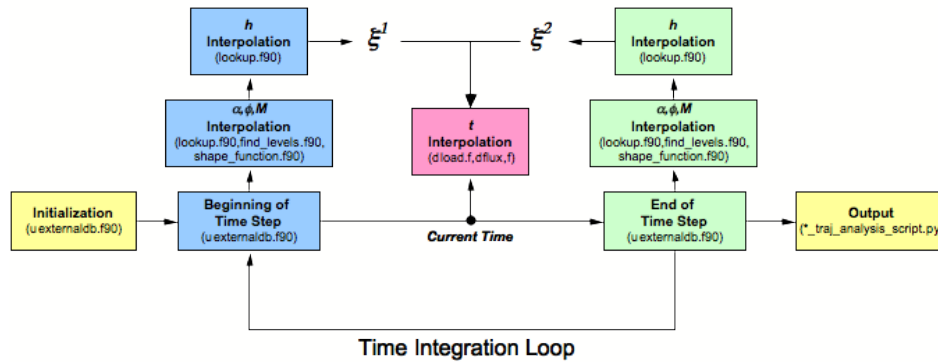 h
Interpolation
(lookup.f90)
ξ1
ξ2
h
Interpolation
(lookup.f90)
α,ϕ,M
Interpolation
(lookup.f90,find_levels.f90,
shape_function.f90)
t
Interpolation
(dload.f,dflux,f)
α,ϕ,M
Interpolation
(lookup.f90,find_levels.f90,
shape_function.f90)
Initialization
(uexternaldb.f90)
Beginning of
Time Step
(uexternaldb.f90)
Current Time
End of
Time Step
(uexternaldb.f90)
Output
(*_traj_analysis_script.py
Time Integration Loop